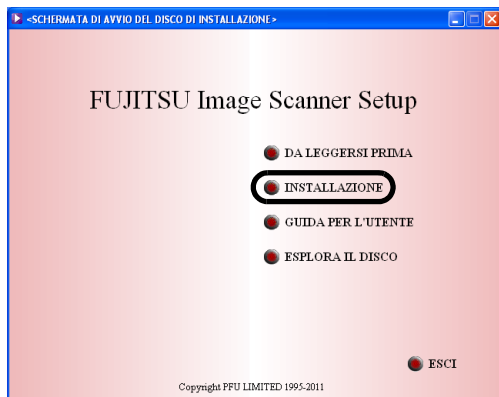 <SCHERMATA DI AVVIO DEL DISCO DI INSTALLAZIONE>
FUJITSU Image Scanner Setup
DA LEGGERSI PRIMA
INSTALLAZIONE
GUIDA PER L'UTENTE
ESPLORA IL DISCO
ESCI
Copyright PFU LIMITED 1995-2011